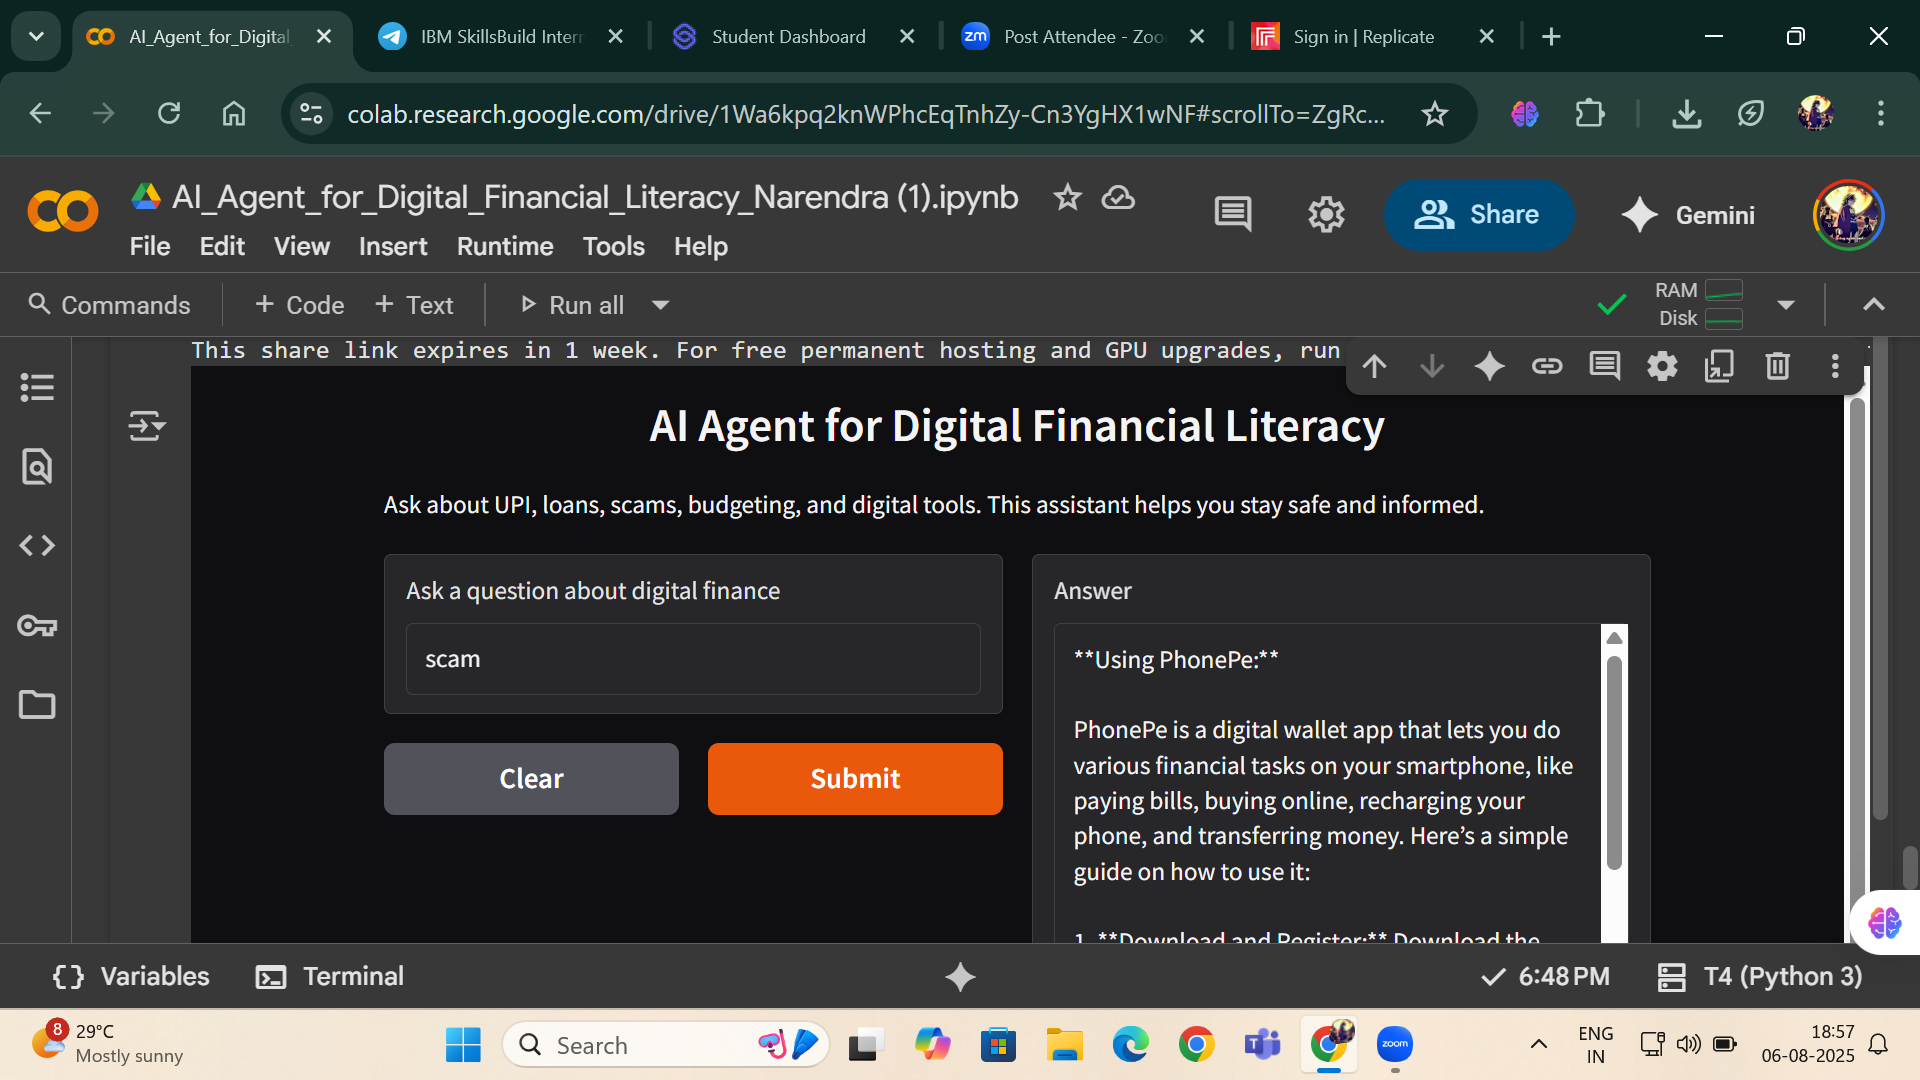 AI_Agent_for_Digital
IBM SkillsBuild Intern
Student Dashboard
Post Attendee - Zoo
Sign in | Replicate
colab.research.google.com/drive/1Wa6kpq2knWPhcEqTnhZy-Cn3YgHX1wNF#scrollTo=ZgRc...
AI_Agent_for_Digital_Financial_Literacy_Narendra (1).ipynb
File Edit View Insert Runtime Tools Help
Share
Gemini
Commands
+ Code + Text
Run all
RAM
Disk
This share link expires in 1 week. For free permanent hosting and GPU upgrades, run
AI Agent for Digital Financial Literacy
Ask about UPI, loans, scams, budgeting, and digital tools. This assistant helps you stay safe and informed.
Ask a question about digital finance
scam
Clear
Submit
Answer
**Using PhonePe:**
PhonePe is a digital wallet app that lets you do
various financial tasks on your smartphone, like
paying bills, buying online, recharging your
phone, and transferring money. Here’s a simple
guide on how to use it:
1. **Download and Register:** Download the
Variables
Terminal
6:48 PM
T4 (Python 3)
8
29°C
Mostly sunny
Search
zoom
ENG
IN
18:57
06-08-2025